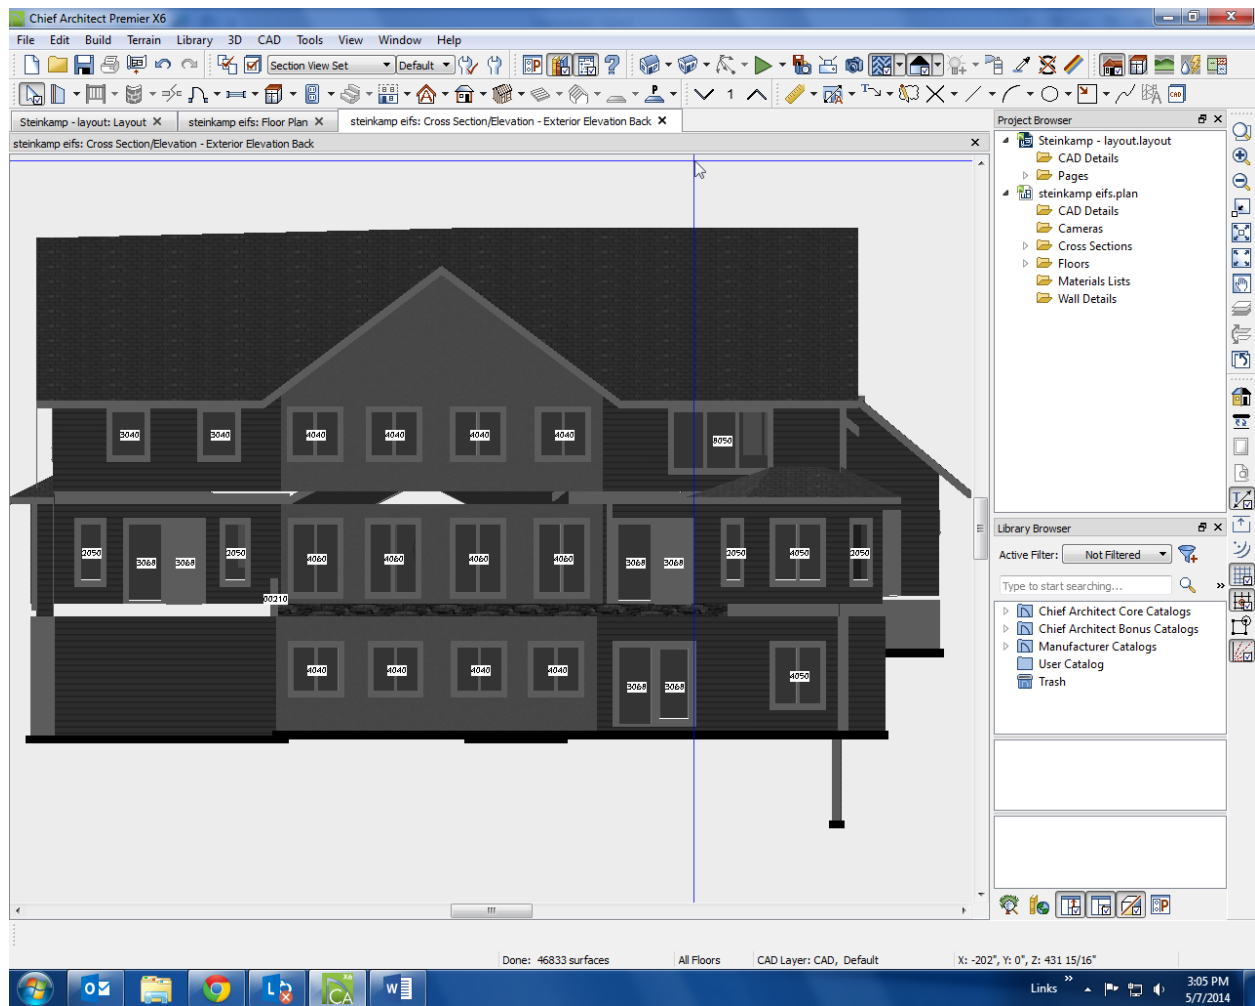 Chief Architect Premier X6
File Edit Build Terrain Library 3D CAD Tools View Window Help
Section View Set Default
1
CAD
Steinkamp - layout: Layout steinkamp eifs: Floor Plan steinkamp eifs: Cross Section/Elevation - Exterior Elevation Back
steinkamp eifs: Cross Section/Elevation - Exterior Elevation Back
3040 3040 4040 4040 4040 4040 8050
2050 3068 3068 2050 4060 4060 4060 4060 3068 3068 2050 4050 2050
00210
4040 4040 4040 4040 3068 3068 4050
Project Browser
Steinkamp - layout.layout
CAD Details
Pages
steinkamp eifs.plan
CAD Details
Cameras
Cross Sections
Floors
Materials Lists
Wall Details
Library Browser
Active Filter: Not Filtered
Type to start searching... »
Chief Architect Core Catalogs
Chief Architect Bonus Catalogs
Manufacturer Catalogs
User Catalog
Trash
Done: 46833 surfaces All Floors CAD Layer: CAD, Default X: -202", Y: 0", Z: 431 15/16"
Links » 3:05 PM
5/7/2014